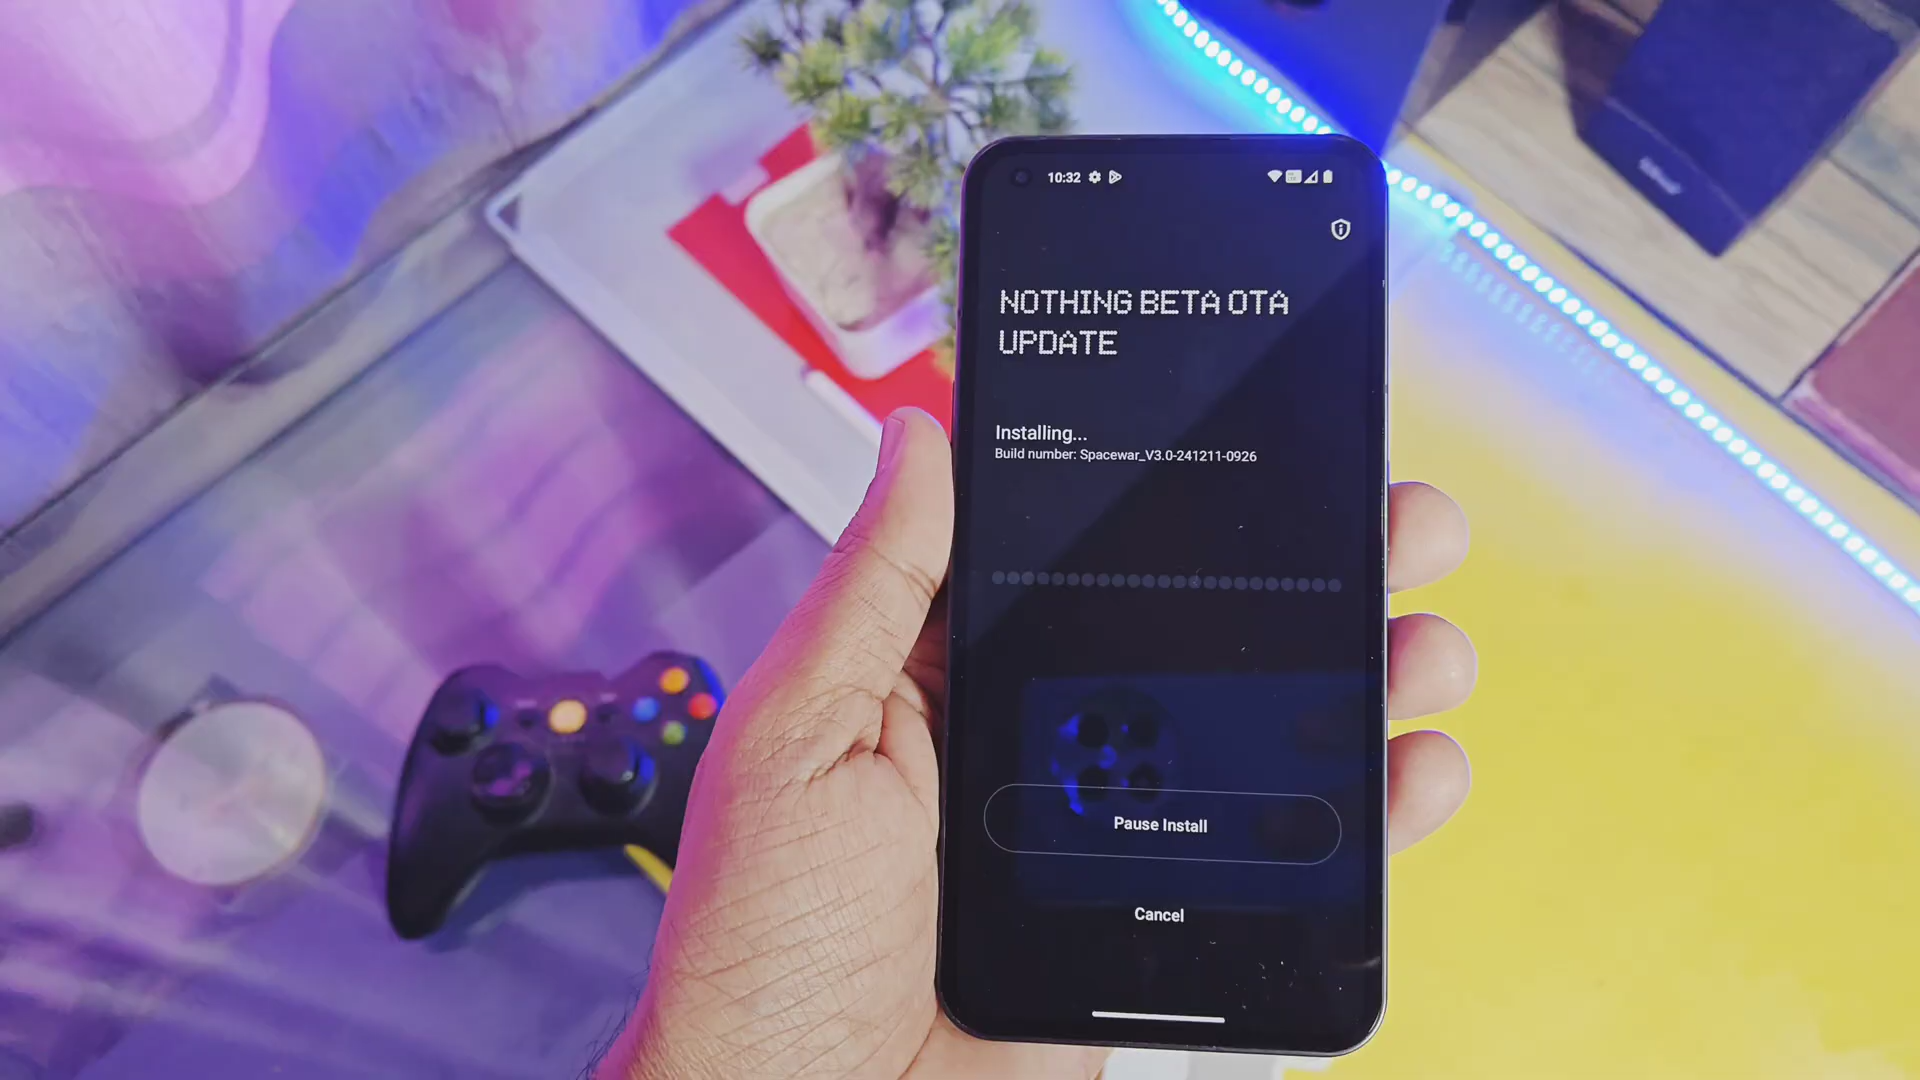 10:32
NOTHING BETA OTA
UPDATE
Installing...
Build number: Spacewar_V3.0-241211-0926
Pause Install
Cancel